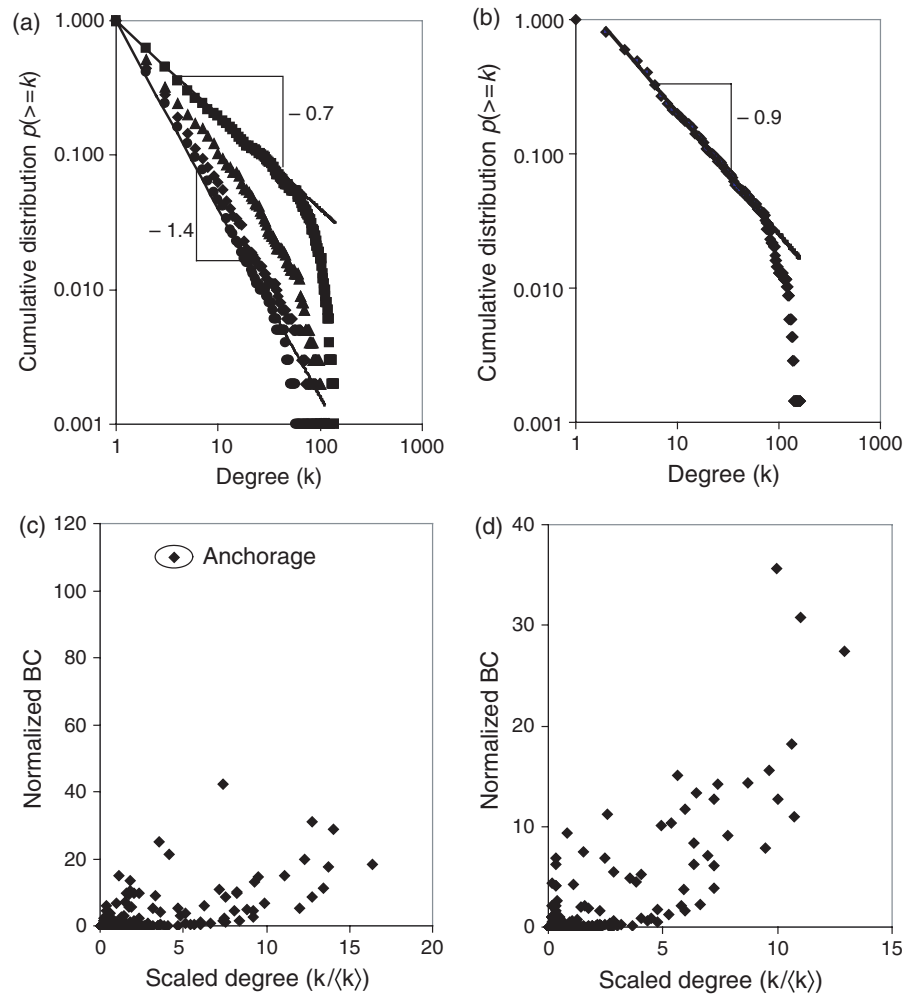 (a)
1.000
0.100
0.010
0.001
Cumulative distribution p(>=k)
− 0.7
− 1.4
1 10 100 1000
Degree (k)
(b)
1.000
0.100
0.010
0.001
Cumulative distribution p(>=k)
− 0.9
1 10 100 1000
Degree (k)
(c)
120
100
80
60
40
20
0
Normalized BC
Anchorage
0 5 10 15 20
Scaled degree (k/⟨k⟩)
(d)
40
30
20
10
0
Normalized BC
0 5 10 15
Scaled degree (k/⟨k⟩)